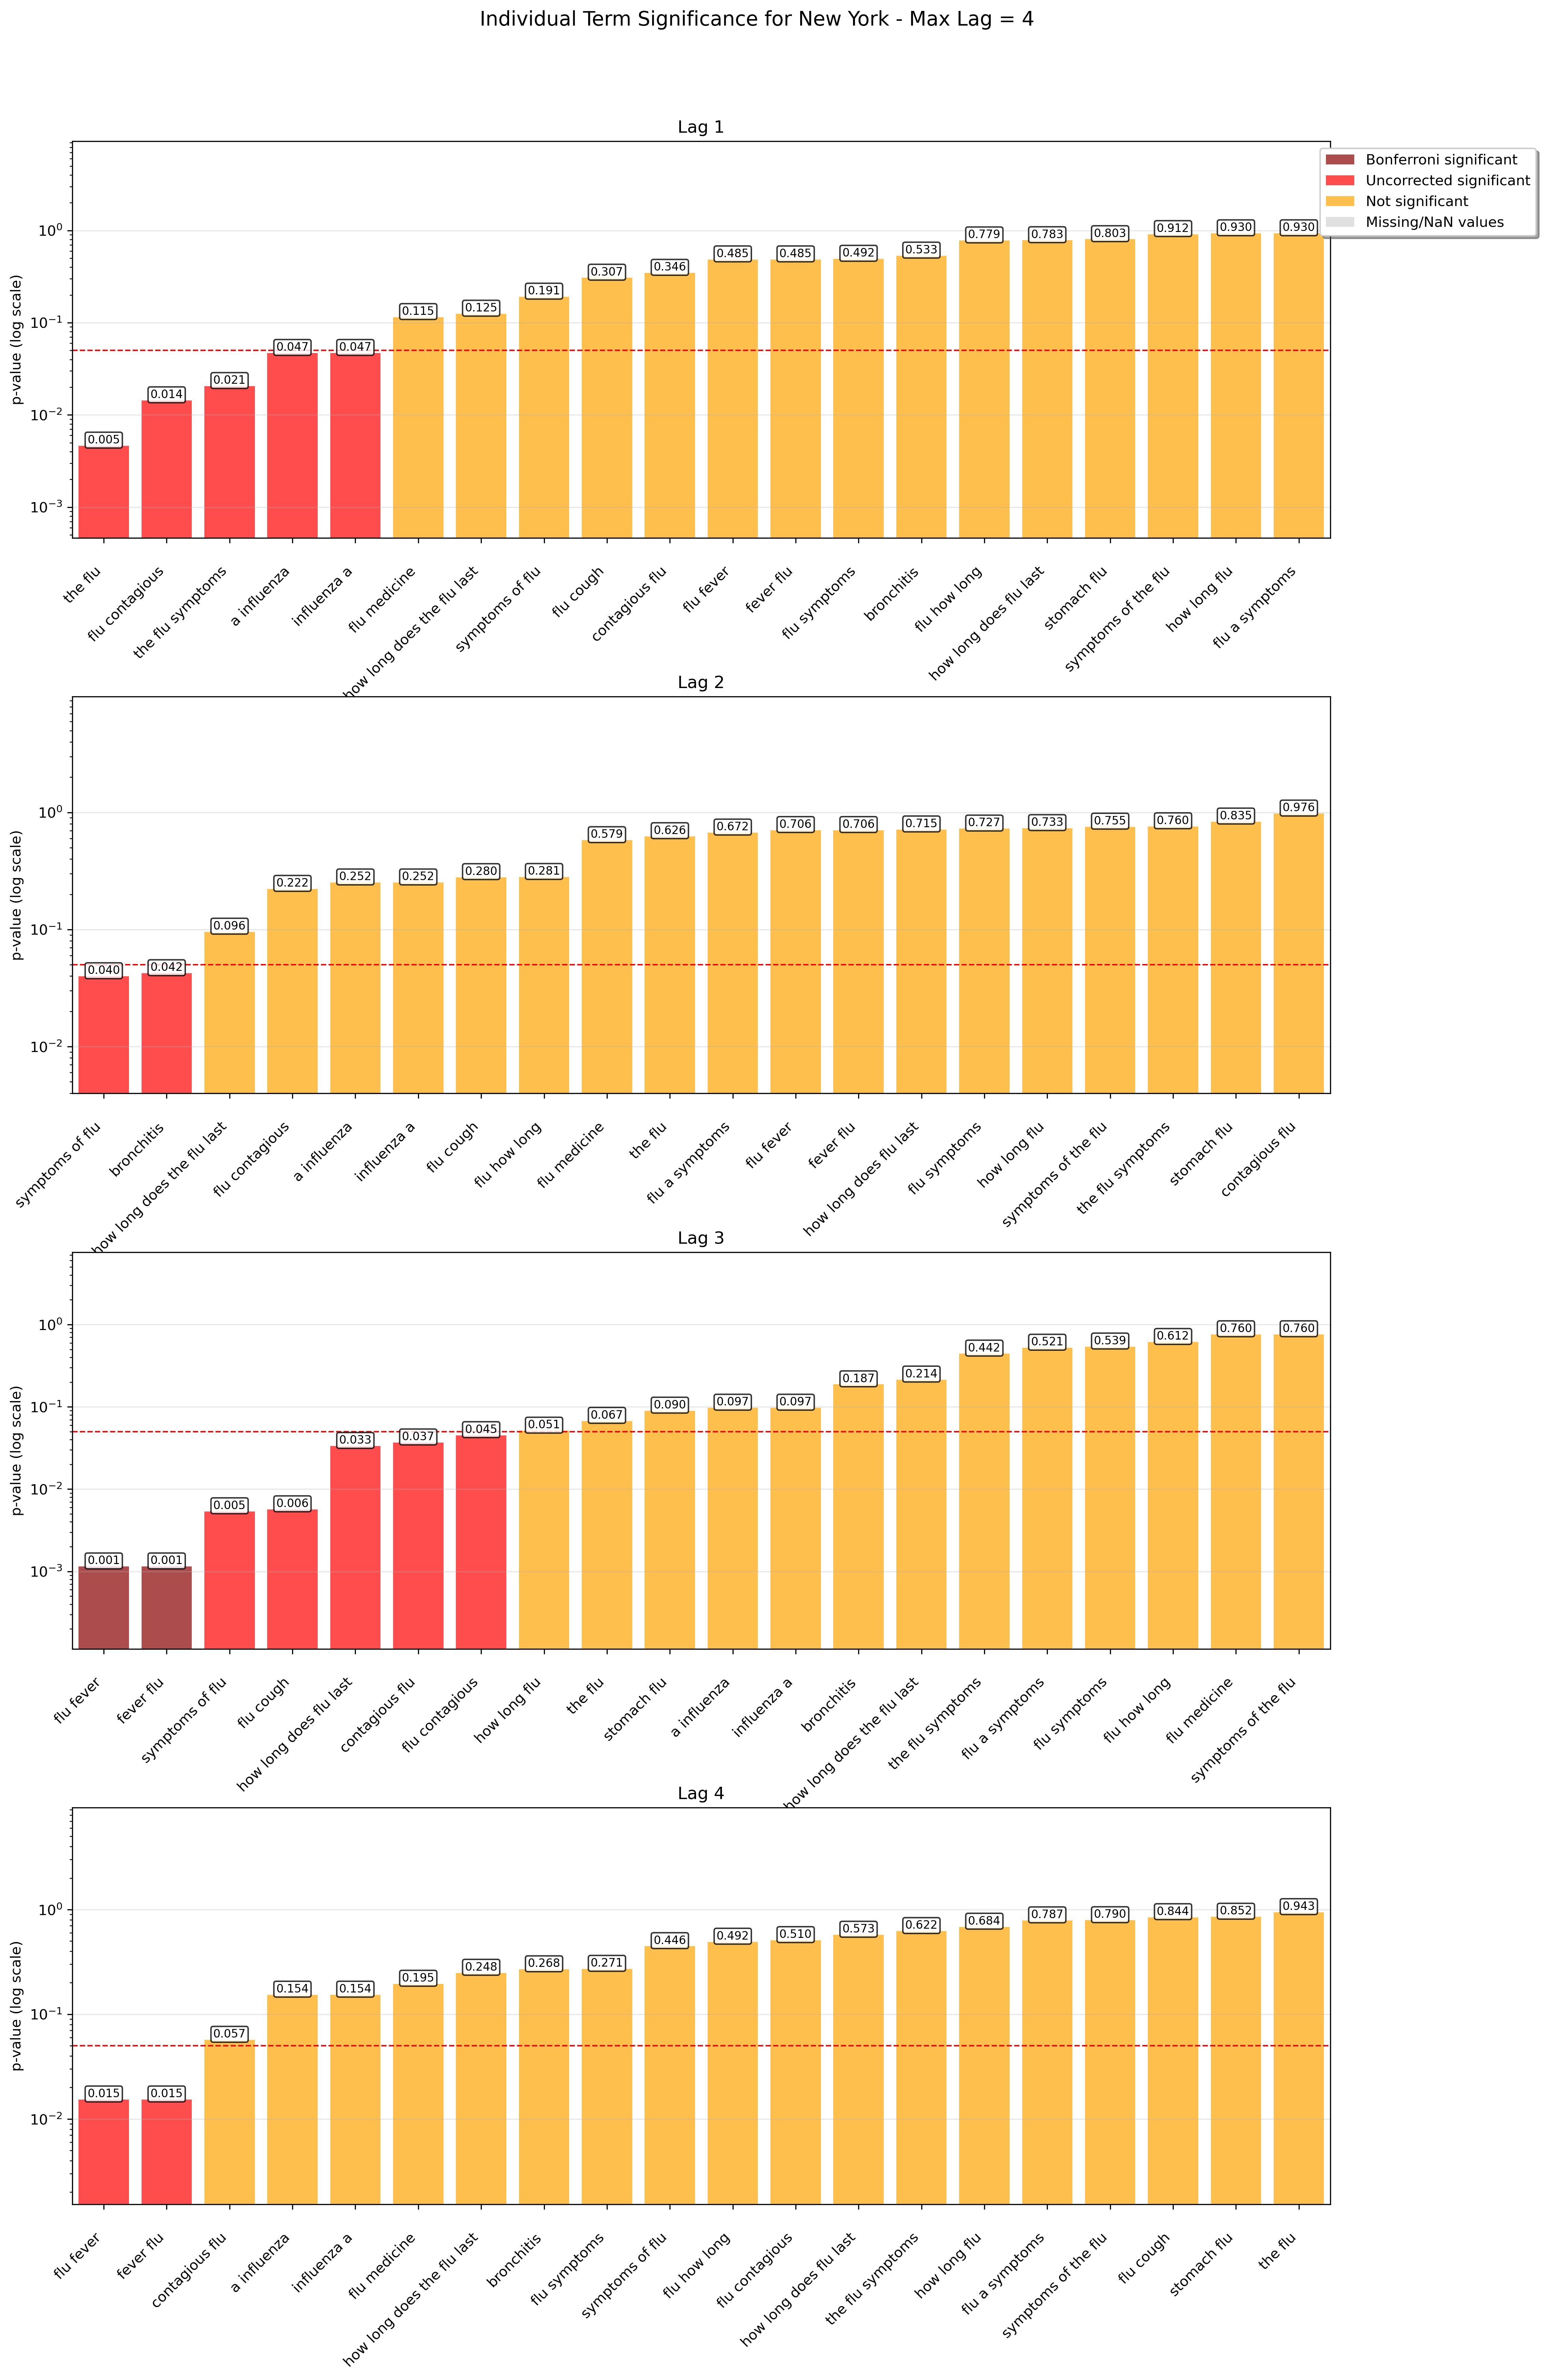 Individual Term Significance for New York - Max Lag = 4
Lag 1
Bonferroni significant
Uncorrected significant
Not significant
Missing/NaN values
p-value (log scale)
10⁰
10⁻¹
10⁻²
10⁻³
0.005 0.014 0.021 0.047 0.047 0.115 0.125 0.191 0.307 0.346 0.485 0.485 0.492 0.533 0.779 0.783 0.803 0.912 0.930 0.930
the flu
flu contagious
the flu symptoms
a influenza
influenza a
flu medicine
how long does the flu last
symptoms of flu
flu cough
contagious flu
flu fever
fever flu
flu symptoms
bronchitis
flu how long
how long does flu last
stomach flu
symptoms of the flu
how long flu
flu a symptoms
Lag 2
p-value (log scale)
10⁰
10⁻¹
10⁻²
0.040 0.042 0.096 0.222 0.252 0.252 0.280 0.281 0.579 0.626 0.672 0.706 0.706 0.715 0.727 0.733 0.755 0.760 0.835 0.976
symptoms of flu
bronchitis
how long does the flu last
flu contagious
a influenza
influenza a
flu cough
flu how long
flu medicine
the flu
flu a symptoms
flu fever
fever flu
how long does flu last
flu symptoms
how long flu
symptoms of the flu
the flu symptoms
stomach flu
contagious flu
Lag 3
p-value (log scale)
10⁰
10⁻¹
10⁻²
10⁻³
0.001 0.001 0.005 0.006 0.033 0.037 0.045 0.051 0.067 0.090 0.097 0.097 0.187 0.214 0.442 0.521 0.539 0.612 0.760 0.760
flu fever
fever flu
symptoms of flu
flu cough
how long does flu last
contagious flu
flu contagious
how long flu
the flu
stomach flu
a influenza
influenza a
bronchitis
how long does the flu last
the flu symptoms
flu a symptoms
flu symptoms
flu how long
flu medicine
symptoms of the flu
Lag 4
p-value (log scale)
10⁰
10⁻¹
10⁻²
0.015 0.015 0.057 0.154 0.154 0.195 0.248 0.268 0.271 0.446 0.492 0.510 0.573 0.622 0.684 0.787 0.790 0.844 0.852 0.943
flu fever
fever flu
contagious flu
a influenza
influenza a
flu medicine
how long does the flu last
bronchitis
flu symptoms
symptoms of flu
flu how long
flu contagious
how long does flu last
the flu symptoms
how long flu
flu a symptoms
symptoms of the flu
flu cough
stomach flu
the flu